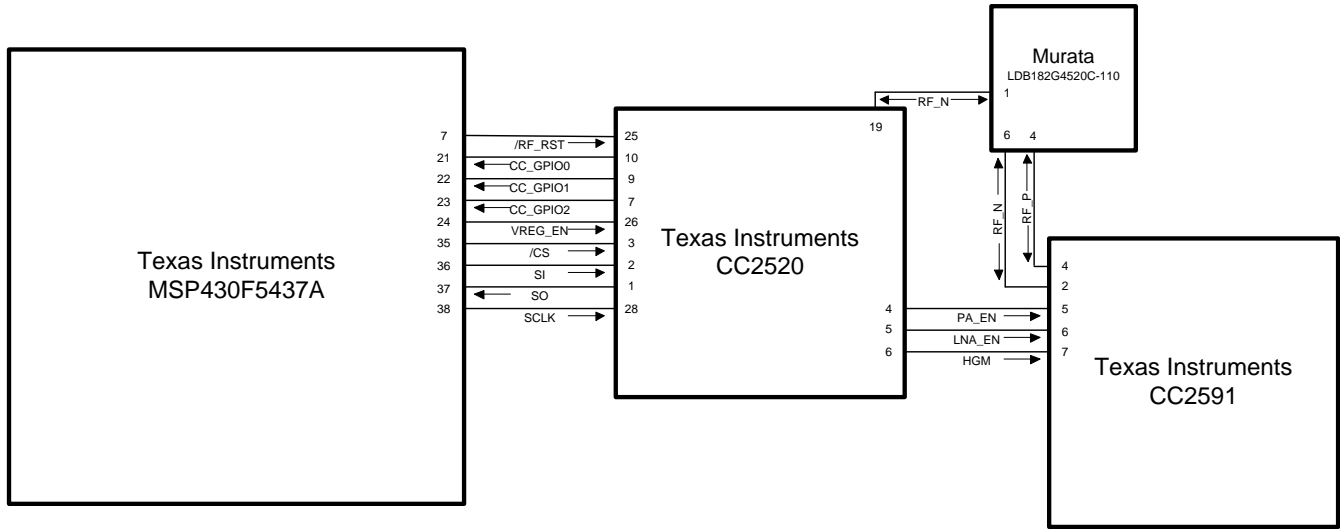 Murata
LDB182G4520C-110
1
RF_N
19
6 4
RF_N
RF_P
7
/RF_RST
25
21
CC_GPIO0
10
22
CC_GPIO1
9
23
CC_GPIO2
7
24
VREG_EN
26
35
/CS
3
36
SI
2
37
SO
1
38
SCLK
28
Texas Instruments
MSP430F5437A
Texas Instruments
CC2520
4
PA_EN
5
5
LNA_EN
6
6
HGM
7
4
2
Texas Instruments
CC2591